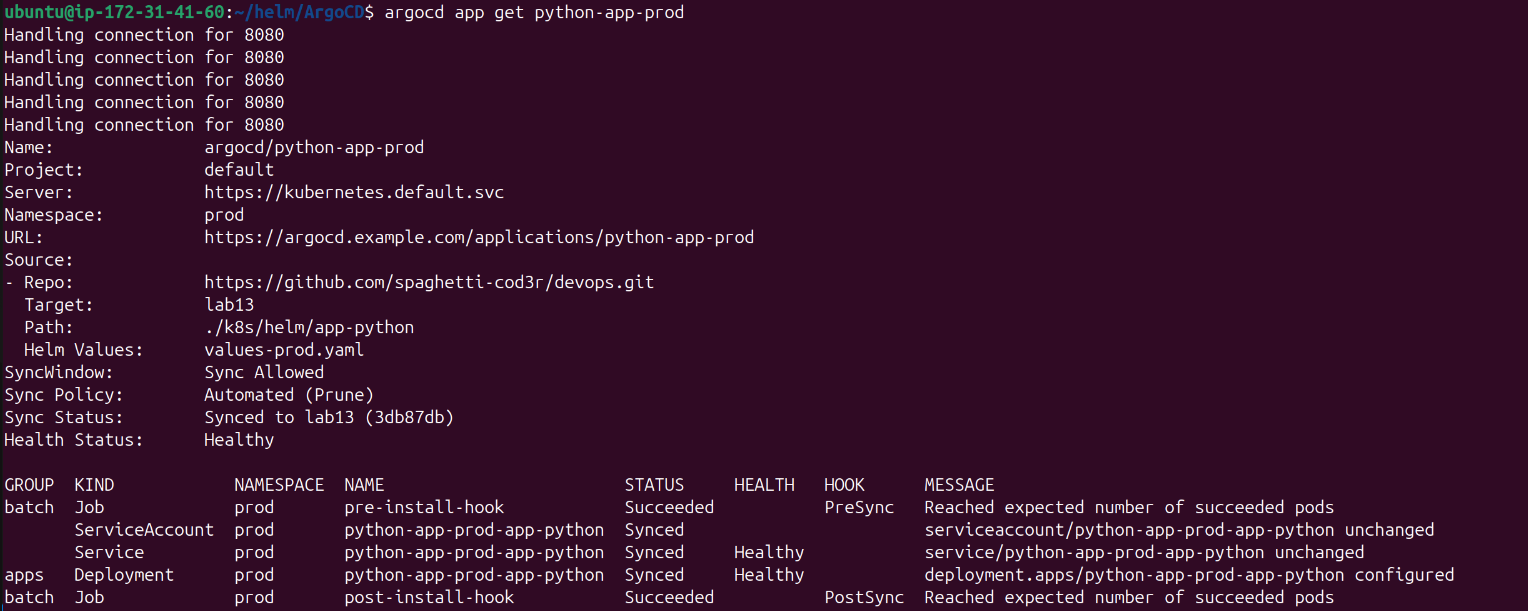 ubuntu@ip-172-31-41-60:~/helm/ArgoCD$ argocd app get python-app-prod
Handling connection for 8080
Handling connection for 8080
Handling connection for 8080
Handling connection for 8080
Handling connection for 8080
Name:               argocd/python-app-prod
Project:            default
Server:             https://kubernetes.default.svc
Namespace:          prod
URL:                https://argocd.example.com/applications/python-app-prod
Source:
- Repo:             https://github.com/spaghetti-cod3r/devops.git
  Target:           lab13
  Path:             ./k8s/helm/app-python
  Helm Values:      values-prod.yaml
SyncWindow:         Sync Allowed
Sync Policy:        Automated (Prune)
Sync Status:        Synced to lab13 (3db87db)
Health Status:      Healthy

GROUP  KIND            NAMESPACE  NAME                        STATUS     HEALTH   HOOK      MESSAGE
batch  Job             prod       pre-install-hook            Succeeded           PreSync   Reached expected number of succeeded pods
       ServiceAccount  prod       python-app-prod-app-python  Synced                        serviceaccount/python-app-prod-app-python unchanged
       Service         prod       python-app-prod-app-python  Synced     Healthy            service/python-app-prod-app-python unchanged
apps   Deployment      prod       python-app-prod-app-python  Synced     Healthy            deployment.apps/python-app-prod-app-python configured
batch  Job             prod       post-install-hook           Succeeded           PostSync  Reached expected number of succeeded pods